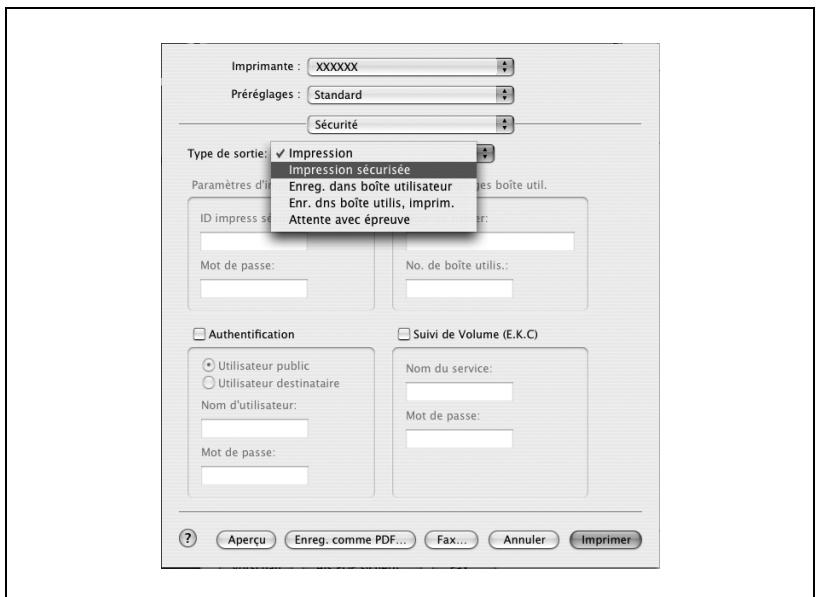 Imprimante : XXXXXX
Préréglages : Standard
Sécurité
Type de sortie: ✓ Impression
Impression sécurisée
Enreg. dans boîte utilisateur
Enr. dns boîte utilis, imprim.
Attente avec épreuve
Paramètres
boîte util.
ID impress
Mot de passe:
No. de boîte utilis.:
Authentification
Suivi de Volume (E.K.C)
Utilisateur public
Utilisateur destinataire
Nom d'utilisateur:
Mot de passe:
Nom du service:
Mot de passe:
? Aperçu Enreg. comme PDF... Fax... Annuler Imprimer